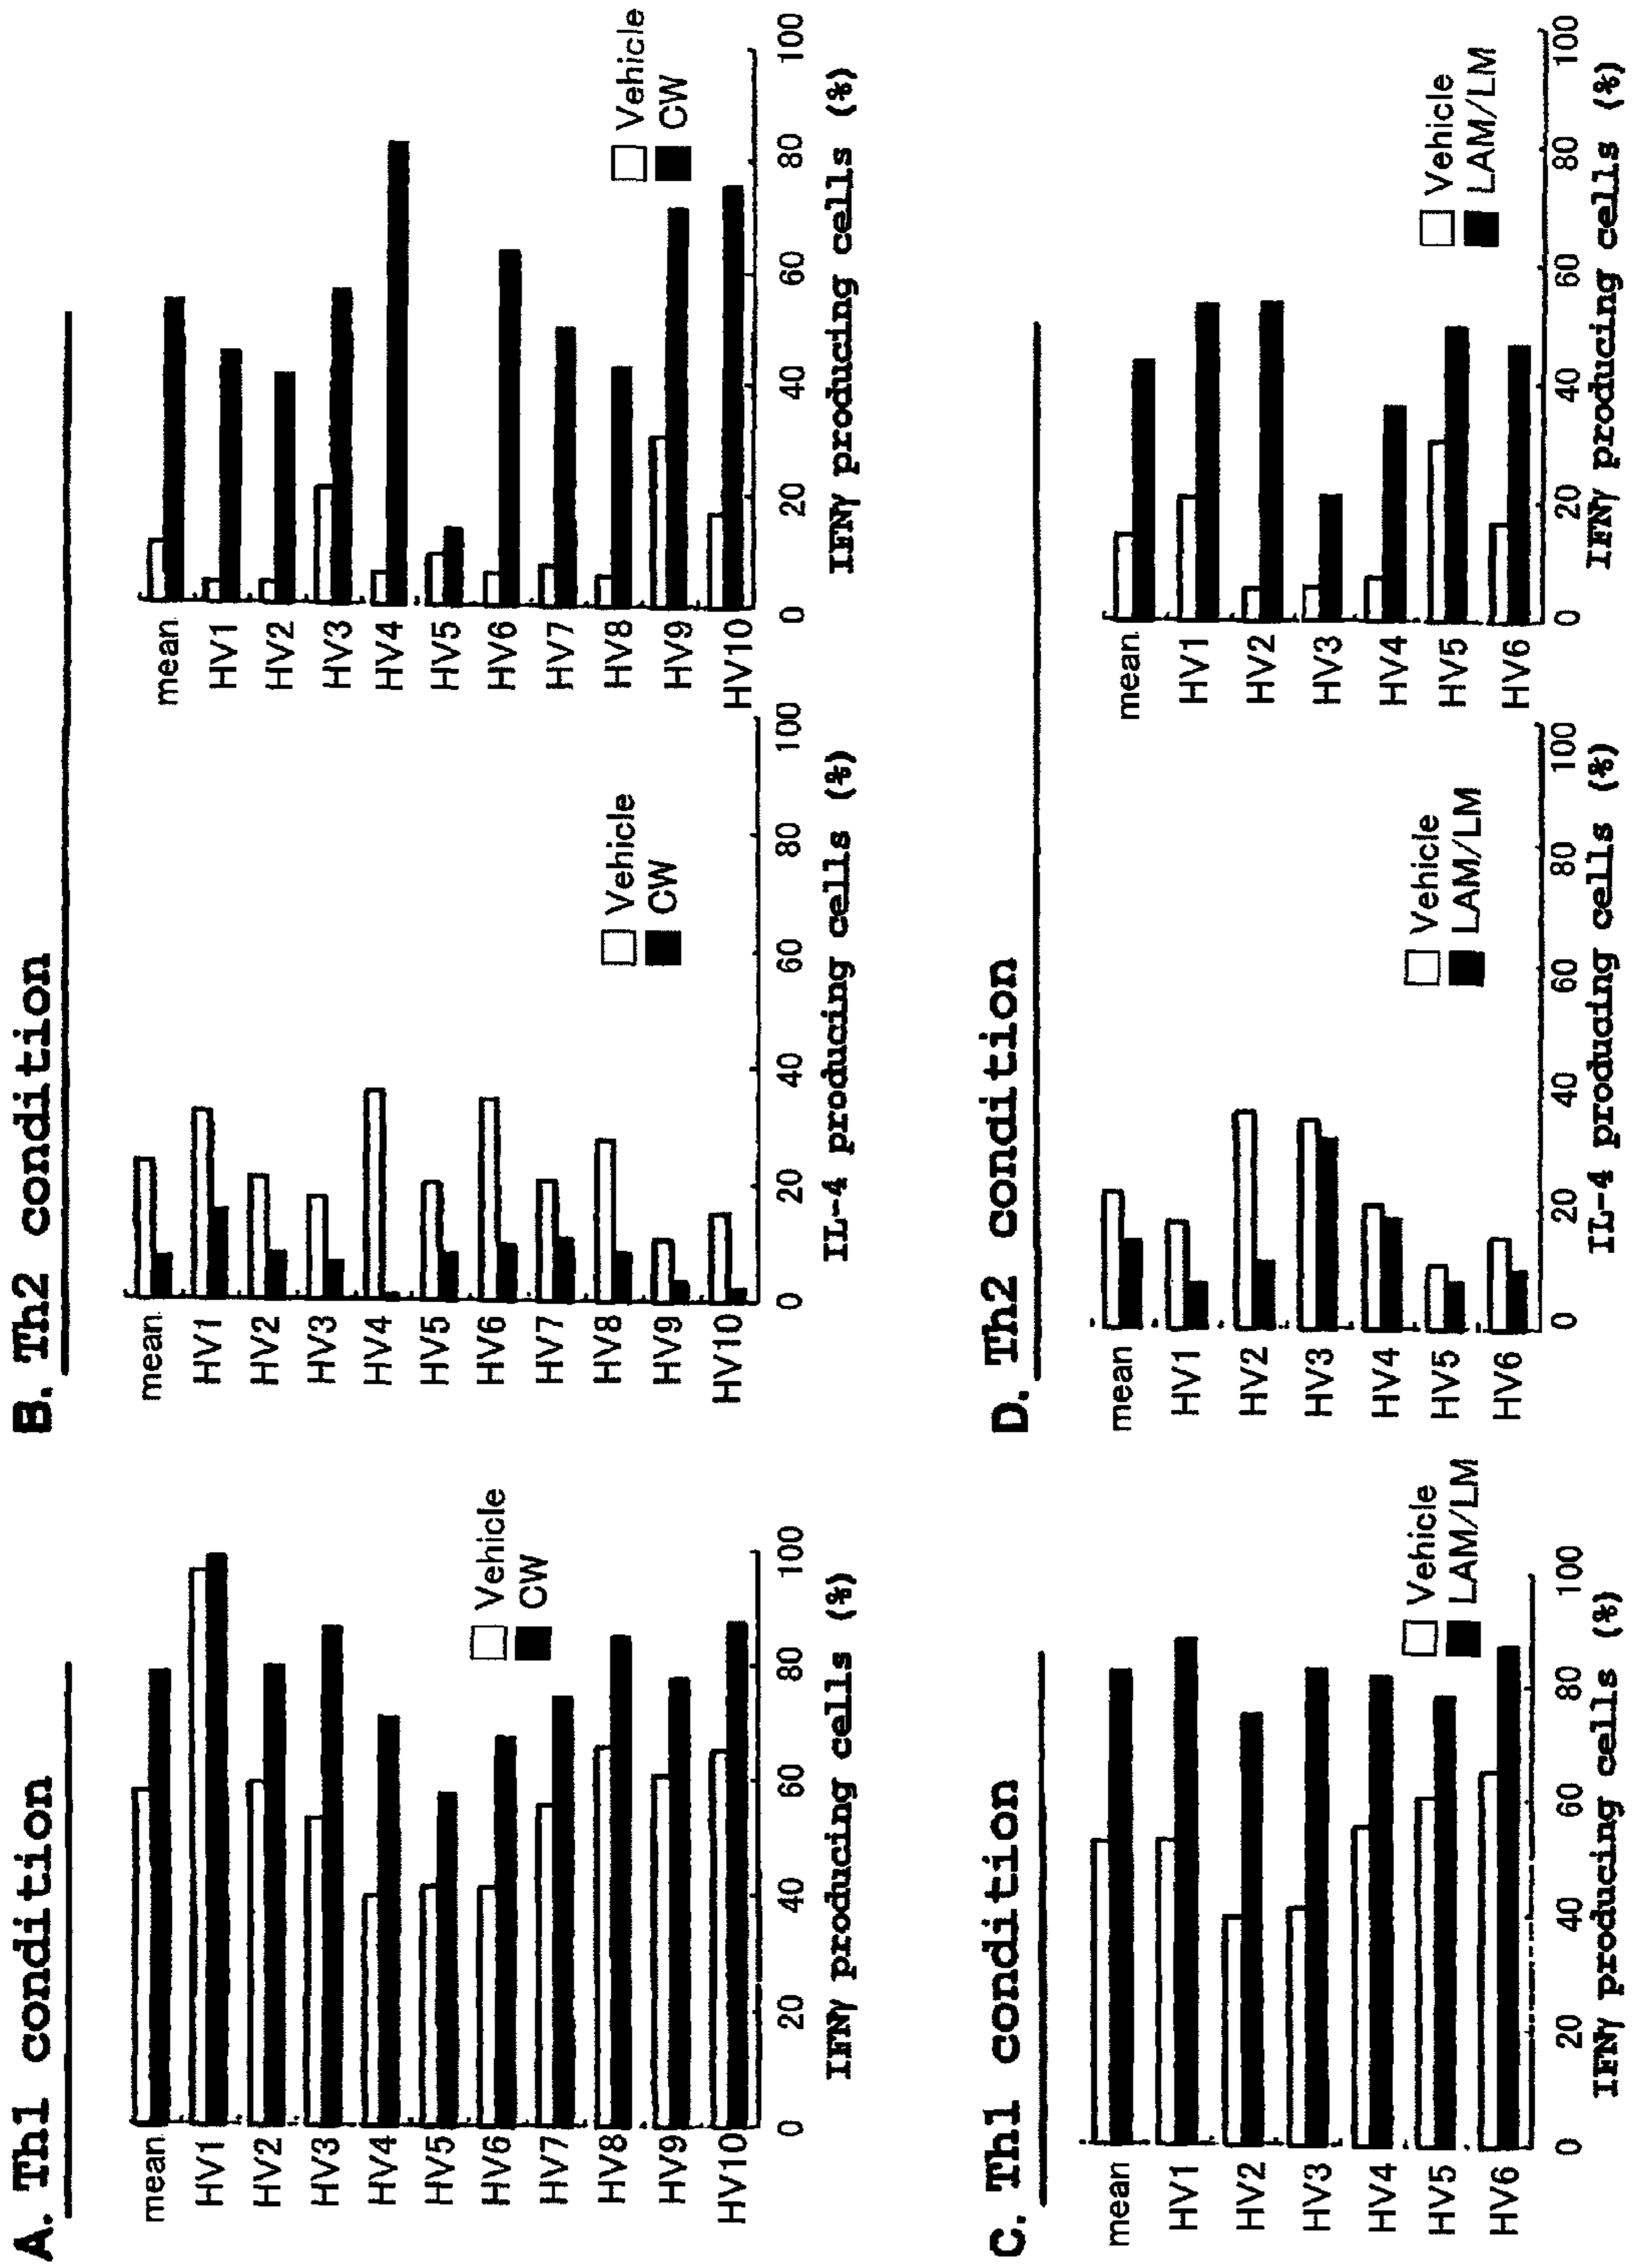 A. Th1 condition
mean
HV1
HV2
HV3
HV4
HV5
HV6
HV7
HV8
HV9
HV10
Vehicle
CW
0 20 40 60 80 100
IFNγ producing cells (%)
B. Th2 condition
mean
HV1
HV2
HV3
HV4
HV5
HV6
HV7
HV8
HV9
HV10
Vehicle
CW
0 20 40 60 80 100
IL-4 producing cells (%)
mean
HV1
HV2
HV3
HV4
HV5
HV6
HV7
HV8
HV9
HV10
Vehicle
CW
0 20 40 60 80 100
IFNγ producing cells (%)
C. Th1 condition
mean
HV1
HV2
HV3
HV4
HV5
HV6
Vehicle
LAM/LM
0 20 40 60 80 100
IFNγ producing cells (%)
D. Th2 condition
mean
HV1
HV2
HV3
HV4
HV5
HV6
Vehicle
LAM/LM
0 20 40 60 80 100
IL-4 producing cells (%)
mean
HV1
HV2
HV3
HV4
HV5
HV6
Vehicle
LAM/LM
0 20 40 60 80 100
IFNγ producing cells (%)